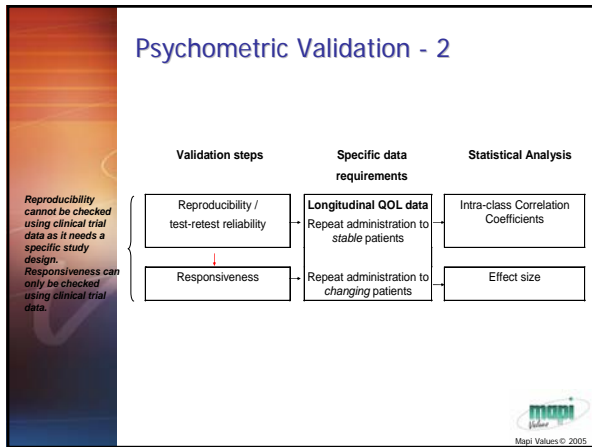 Psychometric Validation - 2
Validation steps
Specific data
requirements
Statistical Analysis
Reproducibility
cannot be checked
using clinical trial
data as it needs a
specific study
design.
Responsiveness can
only be checked
using clinical trial
data.
Reproducibility /
test-retest reliability
Longitudinal QOL data
Repeat administration to
stable patients
Intra-class Correlation
Coefficients
Responsiveness
Repeat administration to
changing patients
Effect size
mapi
Values
Mapi Values© 2005